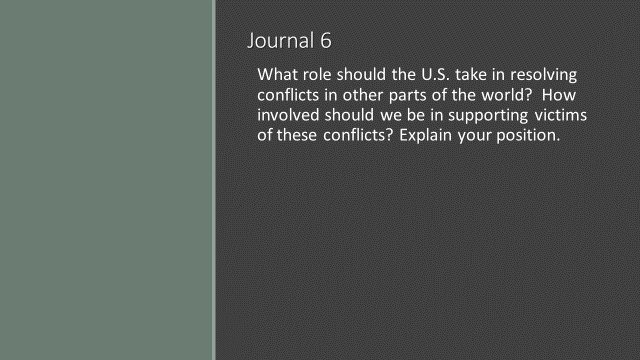 Journal 6
What role should the U.S. take in resolving
conflicts in other parts of the world?  How
involved should we be in supporting victims
of these conflicts? Explain your position.